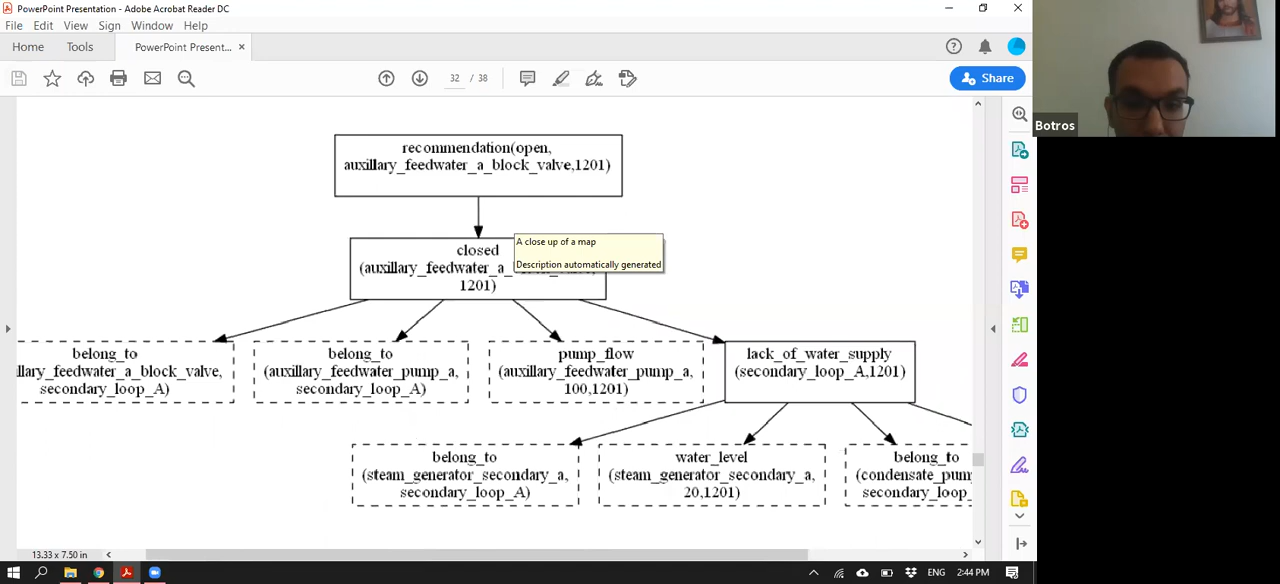 PowerPoint Presentation - Adobe Acrobat Reader DC
File Edit View Sign Window Help
Home Tools PowerPoint Present... ×
32 / 38
Share
Botros
recommendation(open,
auxillary_feedwater_a_block_valve,1201)
closed
(auxillary_feedwater_a
1201)
A close up of a map
Description automatically generated
belong_to
llary_feedwater_a_block_valve,
secondary_loop_A)
belong_to
(auxillary_feedwater_pump_a,
secondary_loop_A)
pump_flow
(auxillary_feedwater_pump_a,
100,1201)
lack_of_water_supply
(secondary_loop_A,1201)
belong_to
(steam_generator_secondary_a,
secondary_loop_A)
water_level
(steam_generator_secondary_a,
20,1201)
belong_to
(condensate_pum
secondary_loop_
13.33 x 7.50 in
ENG 2:44 PM